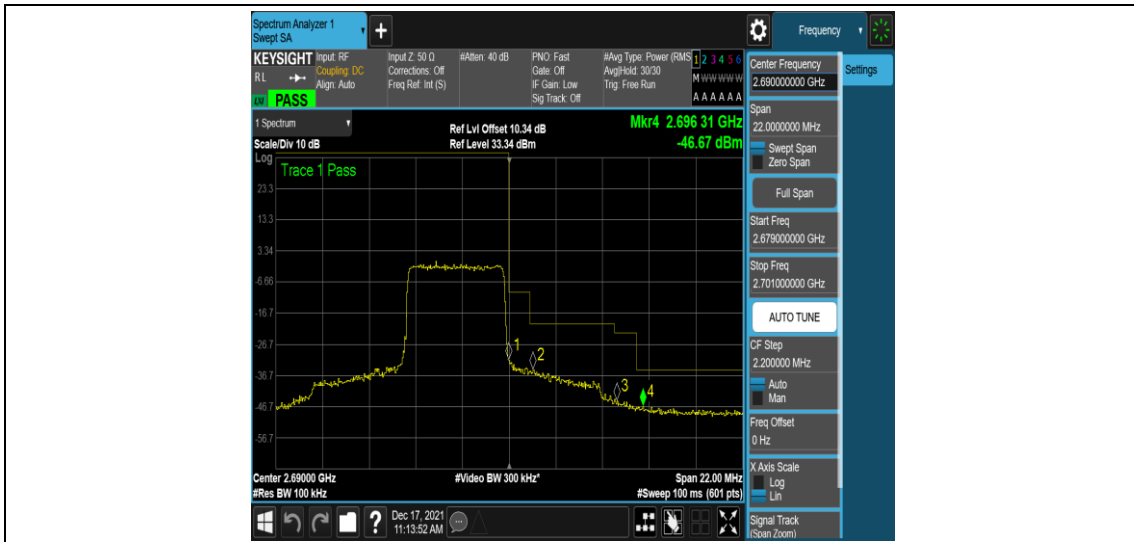 Spectrum Analyzer 1
Swept SA
Frequency
KEYSIGHT
R L
PASS
Input: RF
Coupling: DC
Align: Auto
Input Z: 50 Ω
Corrections: Off
Freq Ref: Int (S)
#Atten: 40 dB
PNO: Fast
Gate: Off
IF Gain: Low
Sig Track: Off
#Avg Type: Power (RMS
Avg|Hold: 30/30
Trig: Free Run
1 2 3 4 5 6
M W W W W W
A A A A A A
1 Spectrum
Scale/Div 10 dB
Ref Lvl Offset 10.34 dB
Ref Level 33.34 dBm
Mkr4 2.696 31 GHz
-46.67 dBm
Log
Trace 1 Pass
23.3
13.3
3.34
-6.66
-16.7
-26.7
-36.7
-46.7
-56.7
1
2
3
4
Center 2.69000 GHz
#Res BW 100 kHz
#Video BW 300 kHz*
Span 22.00 MHz
#Sweep 100 ms (601 pts)
Dec 17, 2021
11:13:52 AM
Center Frequency
2.690000000 GHz
Settings
Span
22.0000000 MHz
Swept Span
Zero Span
Full Span
Start Freq
2.679000000 GHz
Stop Freq
2.701000000 GHz
AUTO TUNE
CF Step
2.200000 MHz
Auto
Man
Freq Offset
0 Hz
X Axis Scale
Log
Lin
Signal Track
(Span Zoom)